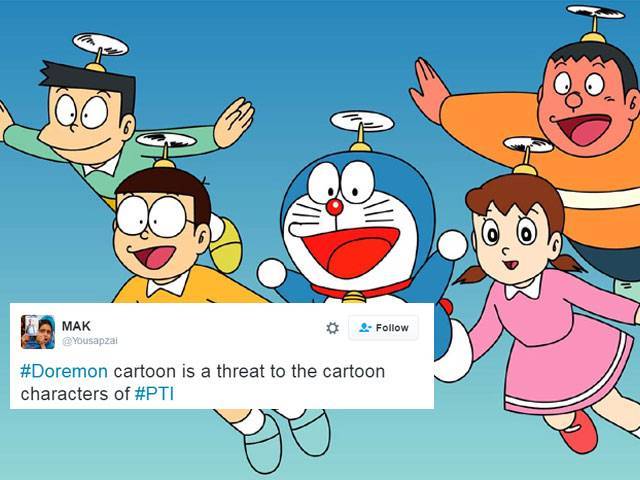 MAK
@Yousapzai
Follow
#Doremon cartoon is a threat to the cartoon
characters of #PTI